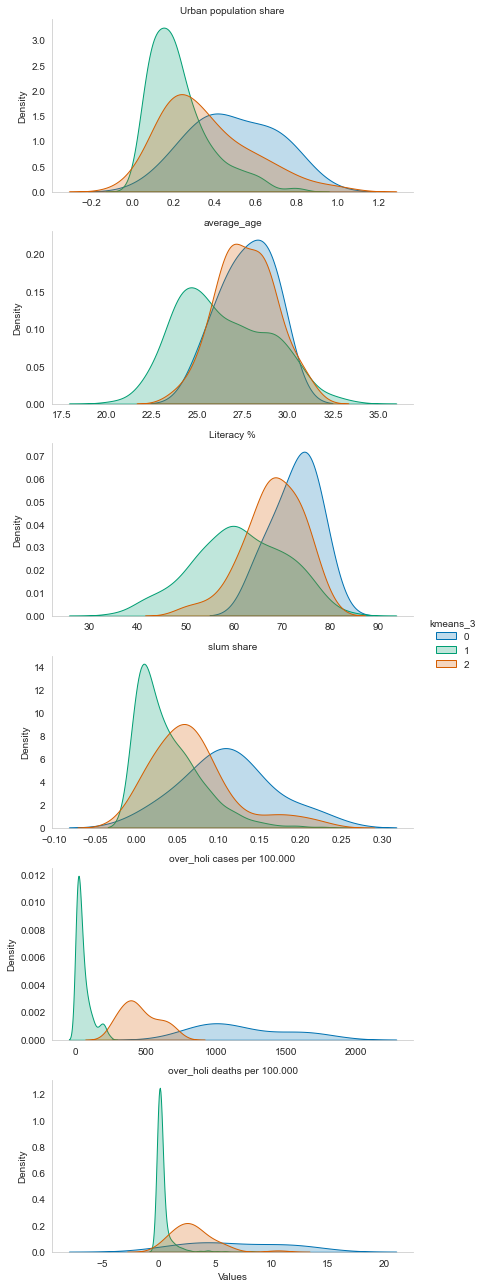 Urban population share
3.0
2.5
2.0
1.5
1.0
0.5
0.0
Density
−0.2 0.0 0.2 0.4 0.6 0.8 1.0 1.2
average_age
0.20
0.15
0.10
0.05
0.00
Density
17.5 20.0 22.5 25.0 27.5 30.0 32.5 35.0
Literacy %
0.07
0.06
0.05
0.04
0.03
0.02
0.01
0.00
Density
30 40 50 60 70 80 90
kmeans_3
0
1
2
slum share
14
12
10
8
6
4
2
0
Density
−0.10 −0.05 0.00 0.05 0.10 0.15 0.20 0.25 0.30
over_holi cases per 100.000
0.012
0.010
0.008
0.006
0.004
0.002
0.000
Density
0 500 1000 1500 2000
over_holi deaths per 100.000
1.2
1.0
0.8
0.6
0.4
0.2
0.0
Density
−5 0 5 10 15 20
Values